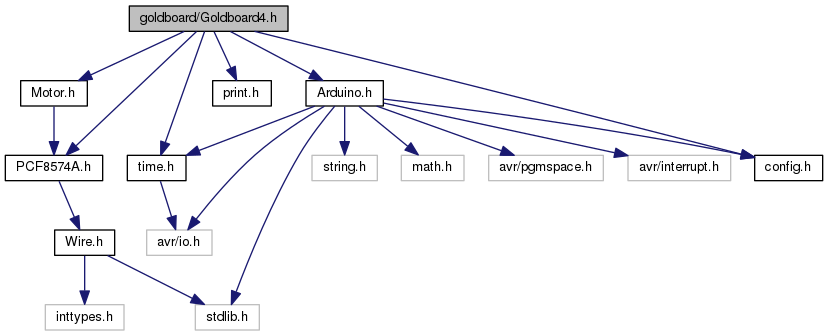 goldboard/Goldboard4.h
Motor.h
print.h
Arduino.h
PCF8574A.h
time.h
string.h
math.h
avr/pgmspace.h
avr/interrupt.h
config.h
Wire.h
avr/io.h
inttypes.h
stdlib.h